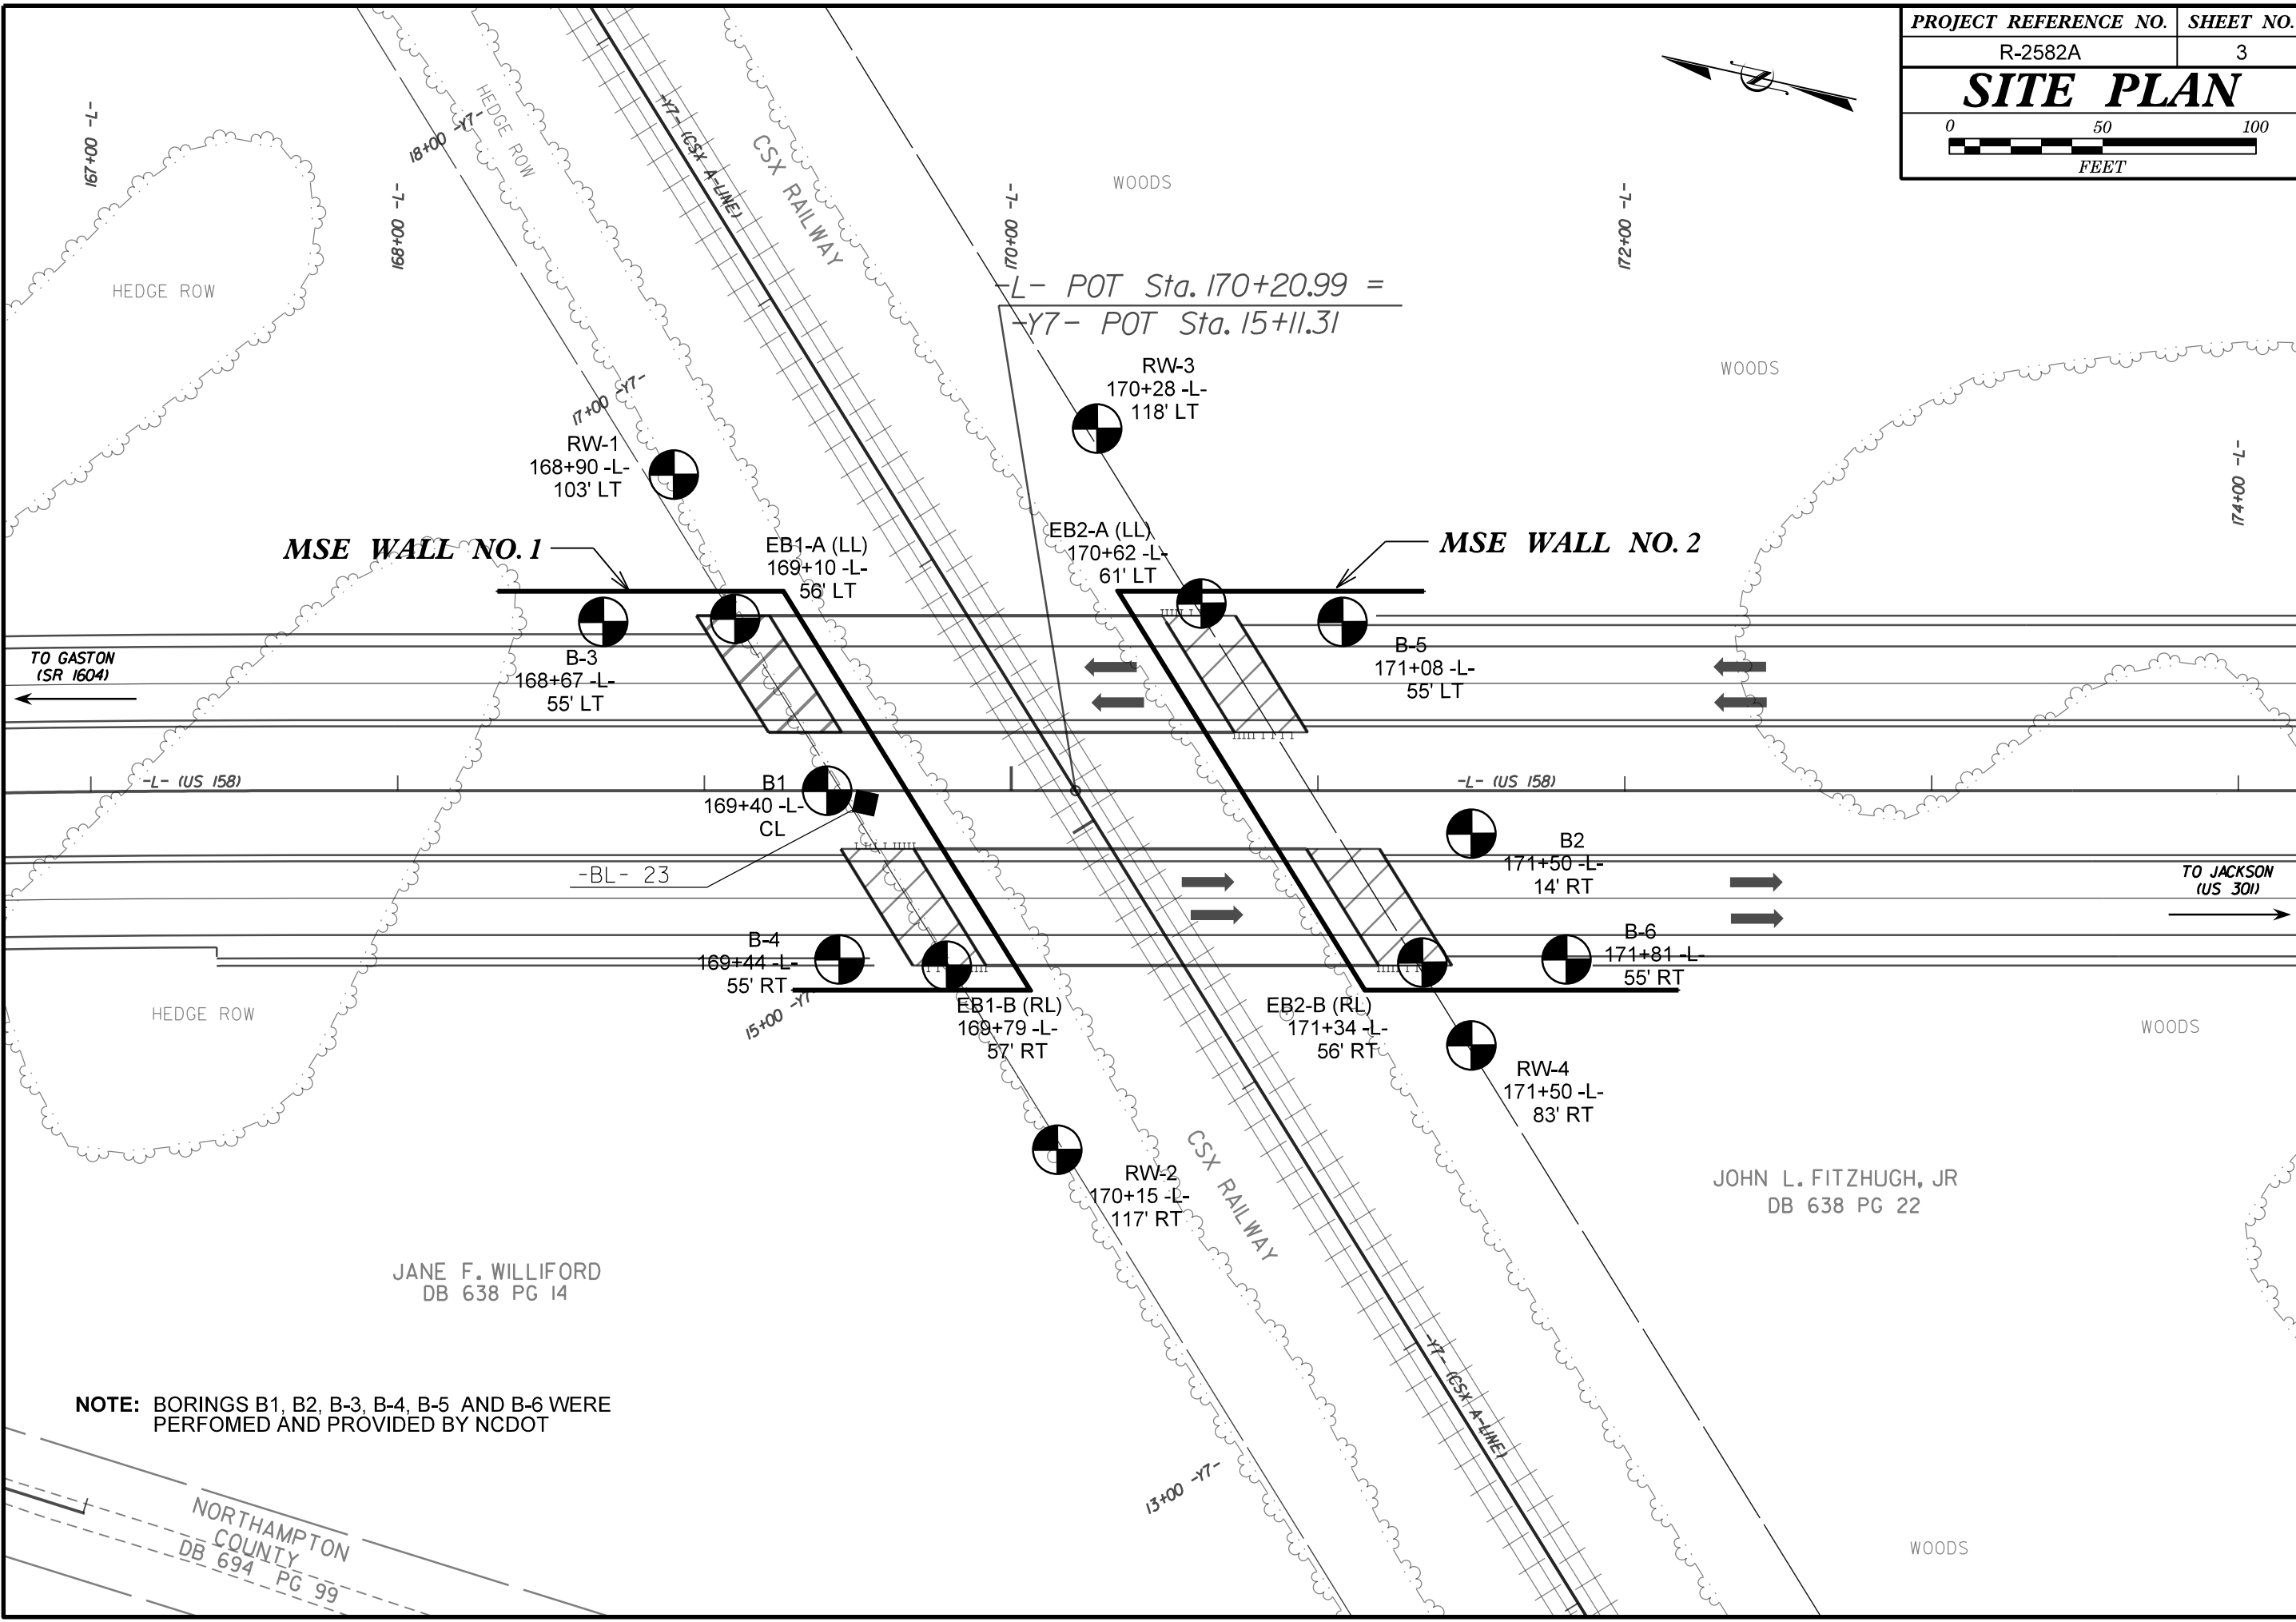 PROJECT REFERENCE NO. SHEET NO.
R-2582A 3
SITE PLAN
0 50 100
FEET
167+00 -L-
168+00 -L-
170+00 -L-
172+00 -L-
174+00 -L-
18+00 -Y7-
HEDGE ROW
-Y7- (CSX A-LINE)
CSX RAILWAY
WOODS
HEDGE ROW
-L- POT Sta. 170+20.99 =
-Y7- POT Sta. 15+11.31
WOODS
17+00 -Y7-
RW-1
168+90 -L-
103' LT
RW-3
170+28 -L-
118' LT
MSE WALL NO. 1
EB1-A (LL)
169+10 -L-
56' LT
EB2-A (LL)
170+62 -L-
61' LT
MSE WALL NO. 2
TO GASTON
(SR 1604)
B-3
168+67 -L-
55' LT
B-5
171+08 -L-
55' LT
-L- (US 158)
B1
169+40 -L-
CL
-L- (US 158)
-BL- 23
B2
171+50 -L-
14' RT
TO JACKSON
(US 301)
B-4
169+44 -L-
55' RT
B-6
171+81 -L-
55' RT
HEDGE ROW
15+00 -Y7-
EB1-B (RL)
169+79 -L-
57' RT
EB2-B (RL)
171+34 -L-
56' RT
WOODS
RW-4
171+50 -L-
83' RT
RW-2
170+15 -L-
117' RT
CSX RAILWAY
JOHN L. FITZHUGH, JR
DB 638 PG 22
JANE F. WILLIFORD
DB 638 PG 14
-Y7- (CSX A-LINE)
NOTE: BORINGS B1, B2, B-3, B-4, B-5 AND B-6 WERE
PERFOMED AND PROVIDED BY NCDOT
13+00 -Y7-
NORTHAMPTON
COUNTY
DB 694 PG 99
WOODS